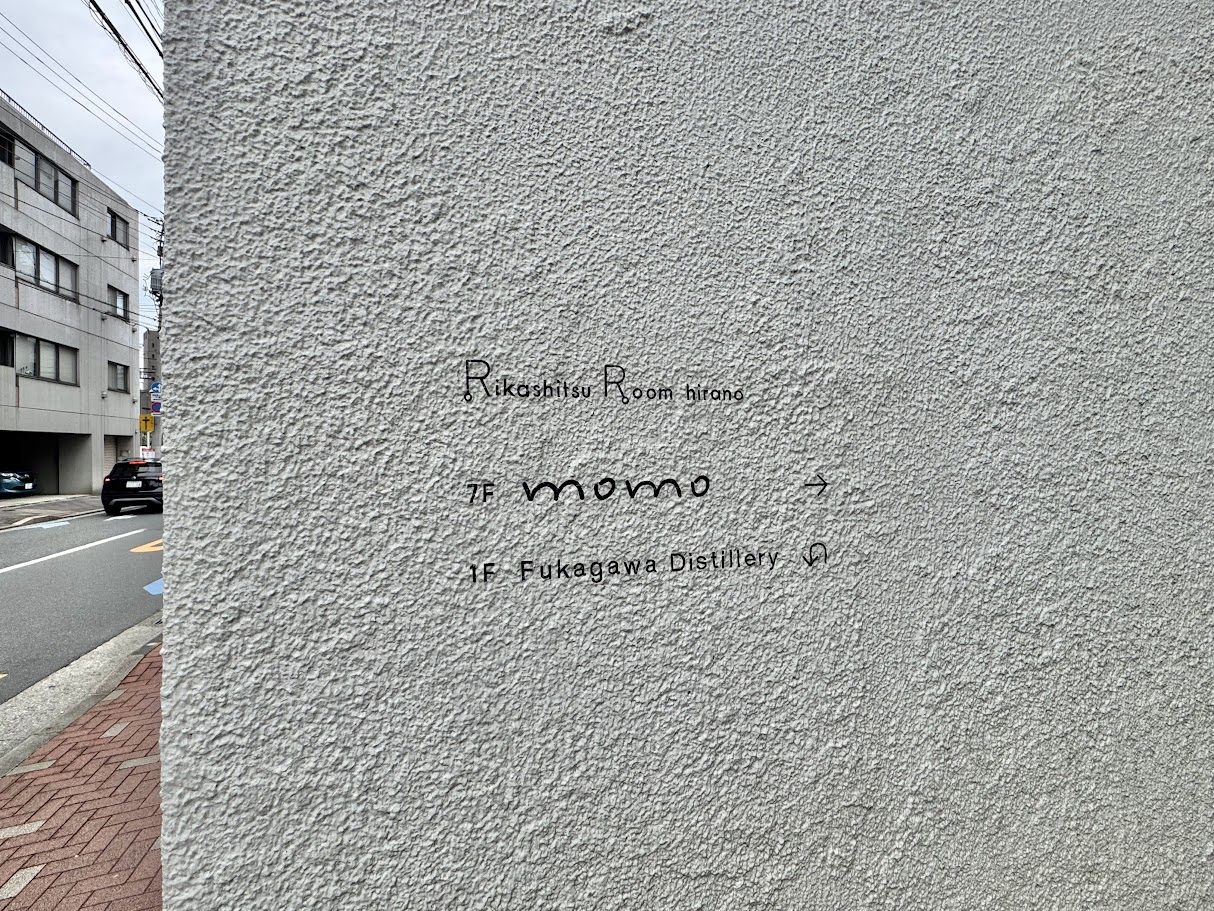 Rikashitsu Room hirano
7F momo →
1F Fukagawa Distillery